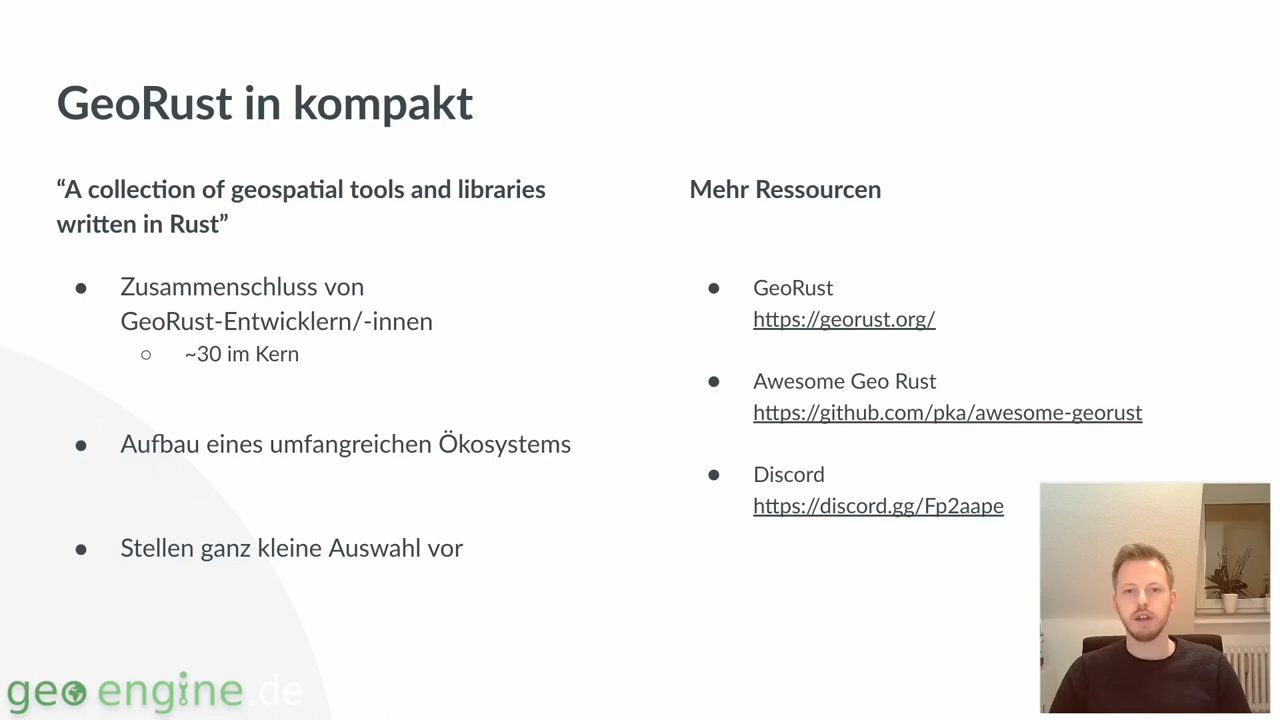 GeoRust in kompakt
“A collection of geospatial tools and libraries
written in Rust”
● Zusammenschluss von
GeoRust-Entwicklern/-innen
○ ~30 im Kern
● Aufbau eines umfangreichen Ökosystems
● Stellen ganz kleine Auswahl vor
Mehr Ressourcen
● GeoRust
https://georust.org/
● Awesome Geo Rust
https://github.com/pka/awesome-georust
● Discord
https://discord.gg/Fp2aape
geo engine.de